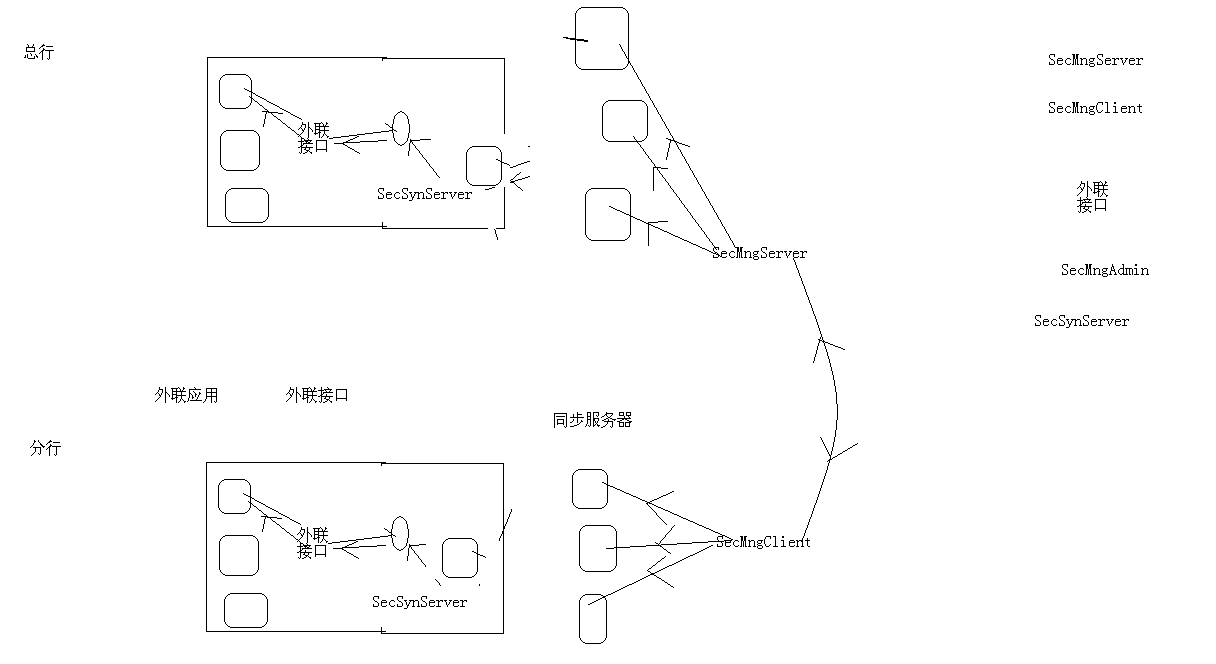 总行
SecMngServer
SecMngClient
外联
接口
SecSynServer
外联
接口
SecMngServer
SecMngAdmin
SecSynServer
外联应用
外联接口
同步服务器
分行
外联
接口
SecMngClient
SecSynServer